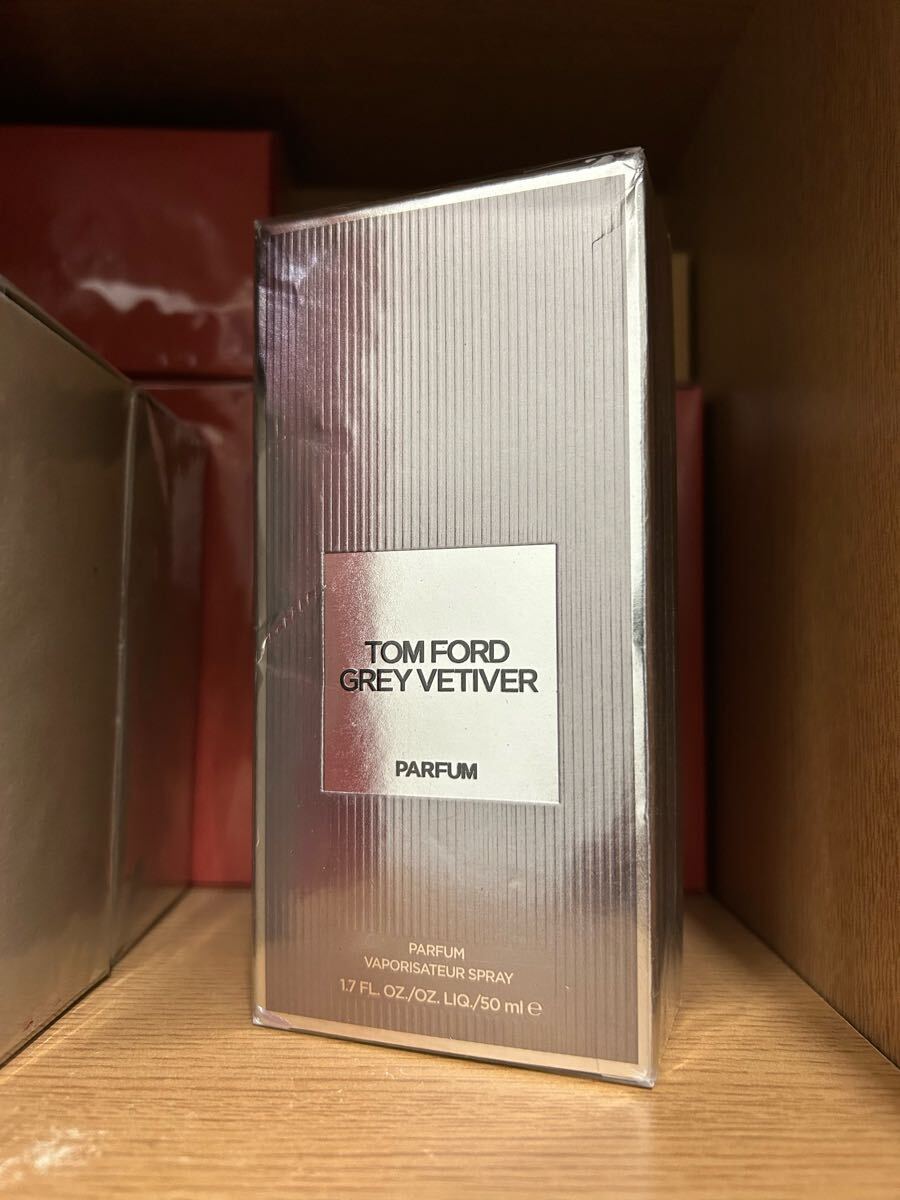 TOM FORD
GREY VETIVER
PARFUM
PARFUM
VAPORISATEUR SPRAY
1.7 FL. OZ./OZ. LIQ./50 ml ℮